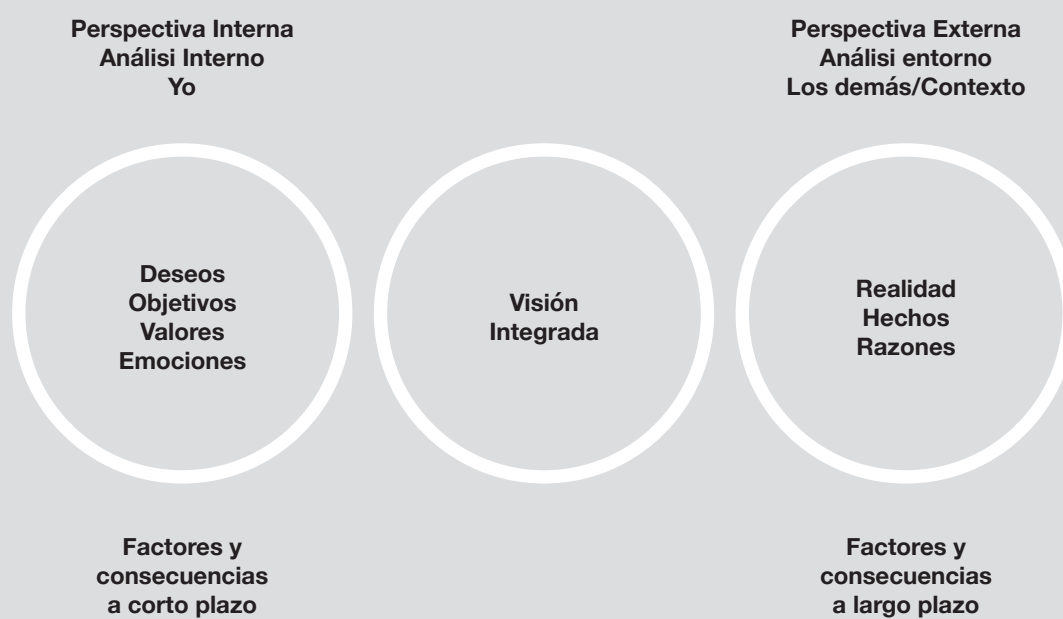 Perspectiva Interna
Análisi Interno
Yo
Perspectiva Externa
Análisi entorno
Los demás/Contexto
Deseos
Objetivos
Valores
Emociones
Visión
Integrada
Realidad
Hechos
Razones
Factores y
consecuencias
a corto plazo
Factores y
consecuencias
a largo plazo